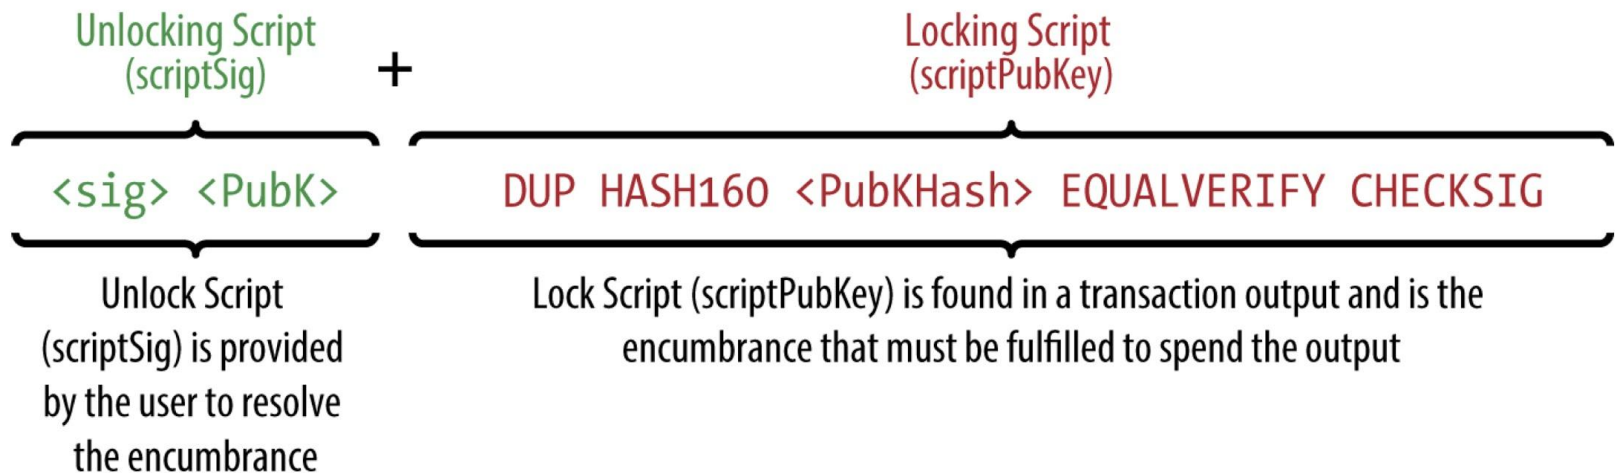 Unlocking Script
(scriptSig)
+
Locking Script
(scriptPubKey)
<sig> <PubK>
DUP HASH160 <PubKHash> EQUALVERIFY CHECKSIG
Unlock Script
(scriptSig) is provided
by the user to resolve
the encumbrance
Lock Script (scriptPubKey) is found in a transaction output and is the
encumbrance that must be fulfilled to spend the output